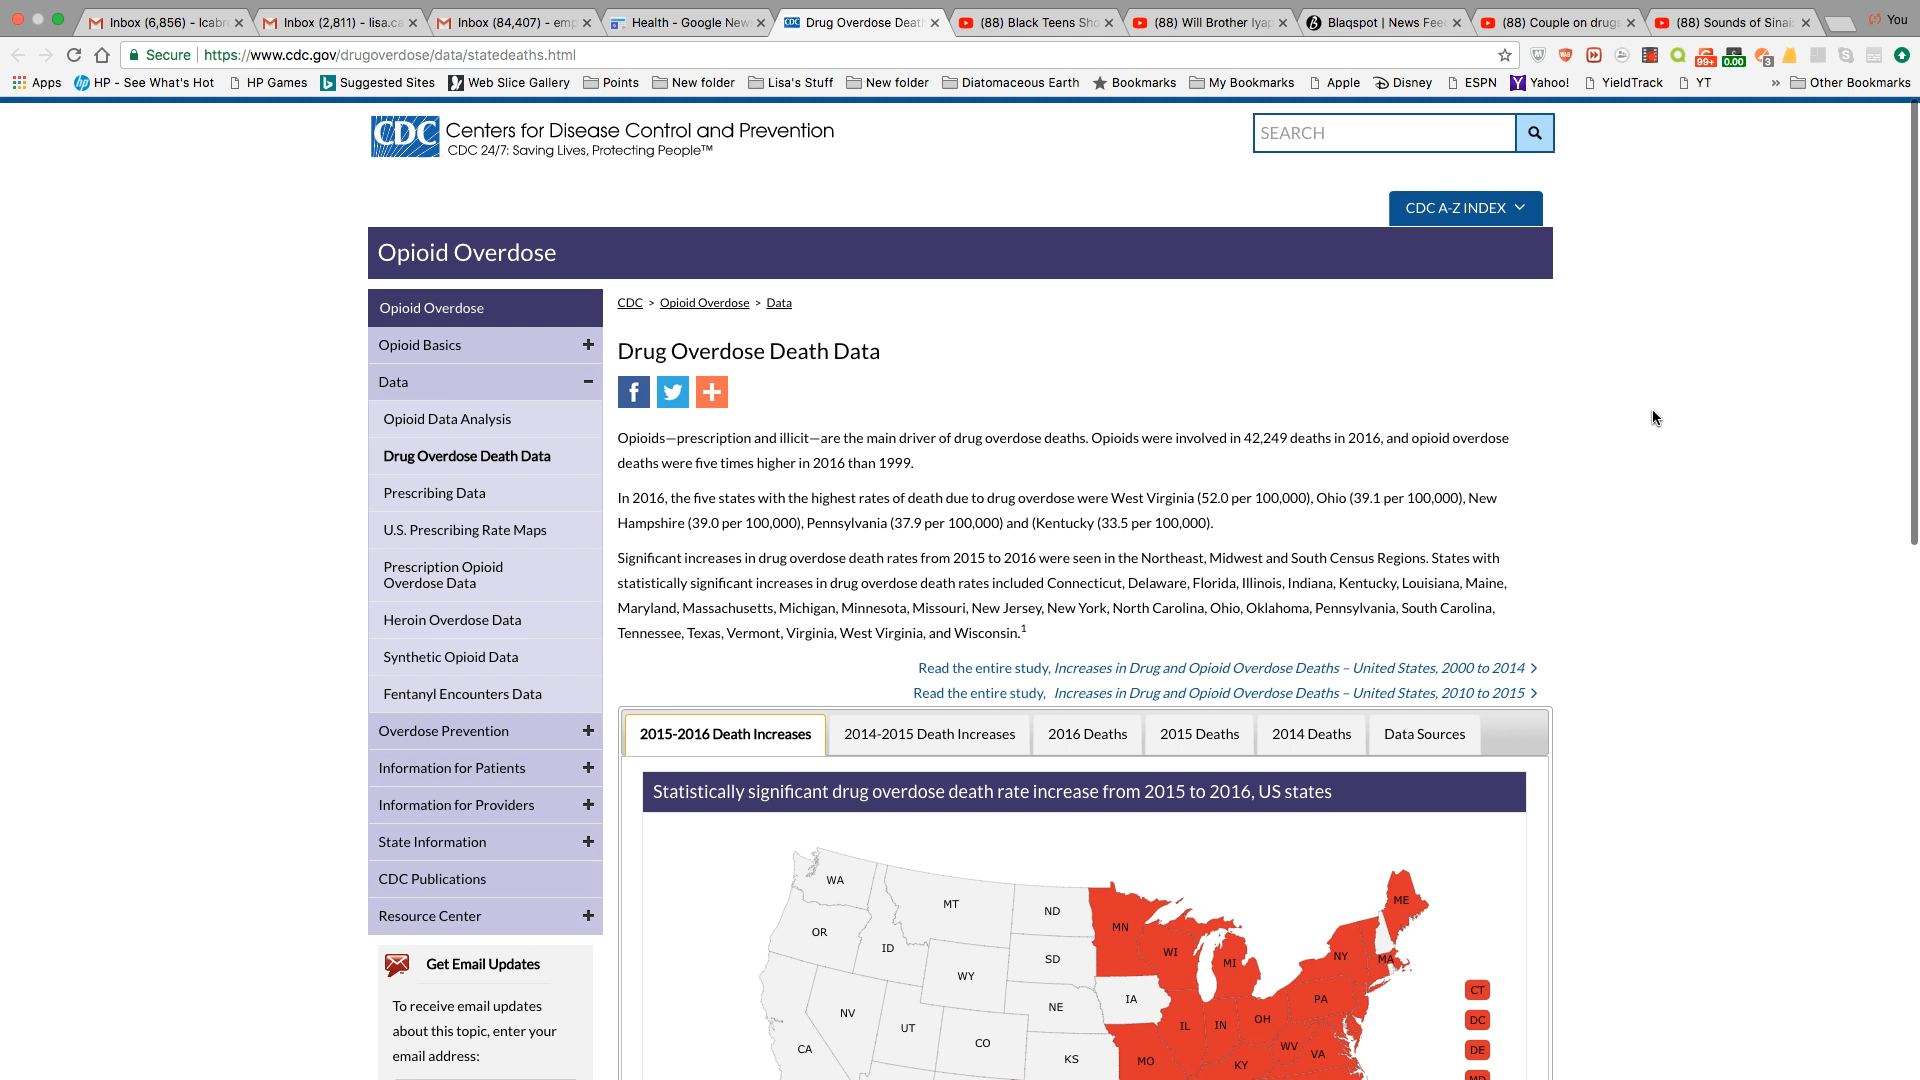 Inbox (6,856) - lcabre
Inbox (2,811) - lisa.ca
Inbox (84,407) - emp
Health - Google New
CDC Drug Overdose Death
(88) Black Teens Sho
(88) Will Brother Iyap
Blaqspot | News Fee
(88) Couple on drugs
(88) Sounds of Sinai
You
Secure https://www.cdc.gov/drugoverdose/data/statedeaths.html
99+ 0.00 3
Apps HP - See What's Hot HP Games Suggested Sites Web Slice Gallery Points New folder Lisa's Stuff New folder Diatomaceous Earth Bookmarks My Bookmarks Apple Disney ESPN Yahoo! YieldTrack YT » Other Bookmarks
CDC Centers for Disease Control and Prevention
CDC 24/7: Saving Lives, Protecting People™
SEARCH
CDC A-Z INDEX
Opioid Overdose
Opioid Overdose
Opioid Basics +
Data −
Opioid Data Analysis
Drug Overdose Death Data
Prescribing Data
U.S. Prescribing Rate Maps
Prescription Opioid
Overdose Data
Heroin Overdose Data
Synthetic Opioid Data
Fentanyl Encounters Data
Overdose Prevention +
Information for Patients +
Information for Providers +
State Information +
CDC Publications
Resource Center +
Get Email Updates
To receive email updates
about this topic, enter your
email address:
CDC > Opioid Overdose > Data
Drug Overdose Death Data
Opioids—prescription and illicit—are the main driver of drug overdose deaths. Opioids were involved in 42,249 deaths in 2016, and opioid overdose
deaths were five times higher in 2016 than 1999.
In 2016, the five states with the highest rates of death due to drug overdose were West Virginia (52.0 per 100,000), Ohio (39.1 per 100,000), New
Hampshire (39.0 per 100,000), Pennsylvania (37.9 per 100,000) and (Kentucky (33.5 per 100,000).
Significant increases in drug overdose death rates from 2015 to 2016 were seen in the Northeast, Midwest and South Census Regions. States with
statistically significant increases in drug overdose death rates included Connecticut, Delaware, Florida, Illinois, Indiana, Kentucky, Louisiana, Maine,
Maryland, Massachusetts, Michigan, Minnesota, Missouri, New Jersey, New York, North Carolina, Ohio, Oklahoma, Pennsylvania, South Carolina,
Tennessee, Texas, Vermont, Virginia, West Virginia, and Wisconsin.1
Read the entire study, Increases in Drug and Opioid Overdose Deaths – United States, 2000 to 2014
Read the entire study, Increases in Drug and Opioid Overdose Deaths – United States, 2010 to 2015
2015-2016 Death Increases 2014-2015 Death Increases 2016 Deaths 2015 Deaths 2014 Deaths Data Sources
Statistically significant drug overdose death rate increase from 2015 to 2016, US states
WA
MT
ND
MN
ME
OR
ID
SD
WI
MI
NY
MA
WY
NE
IA
PA
CT
NV
UT
CO
IL
IN
OH
DC
CA
KS
MO
KY
WV
VA
DE
MD